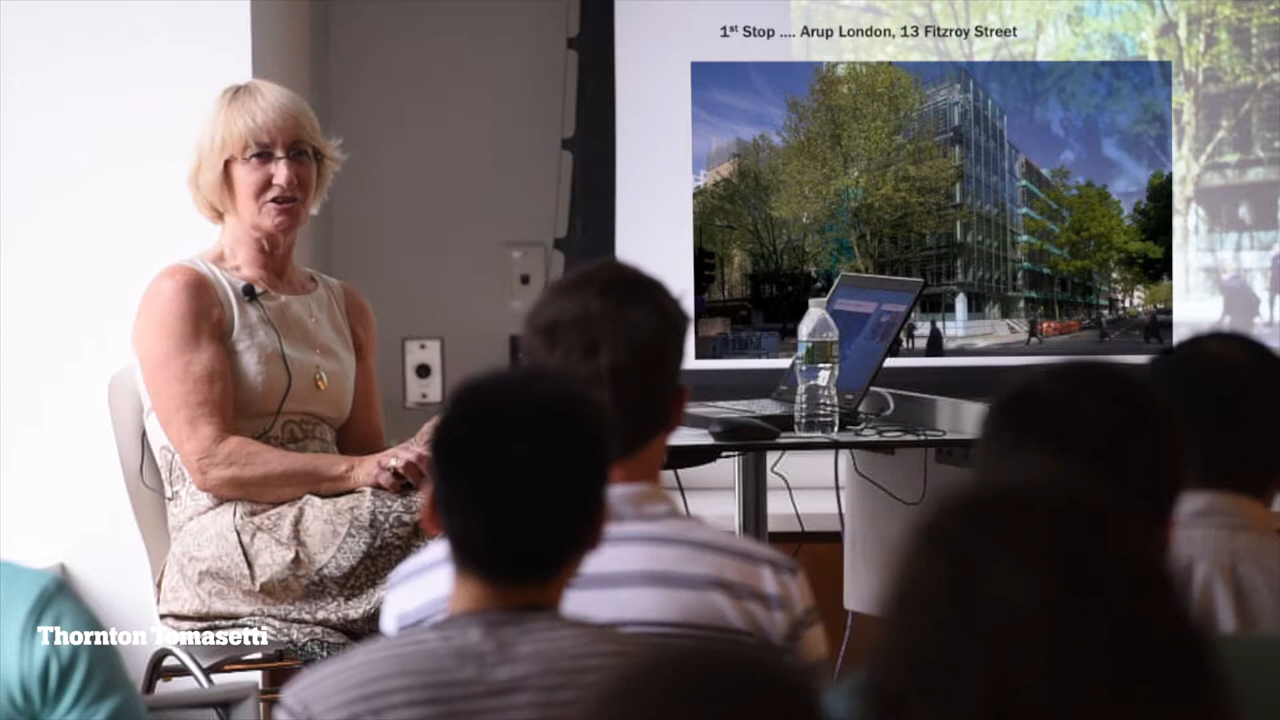 1st Stop .... Arup London, 13 Fitzroy Street
Thornton Tomasetti